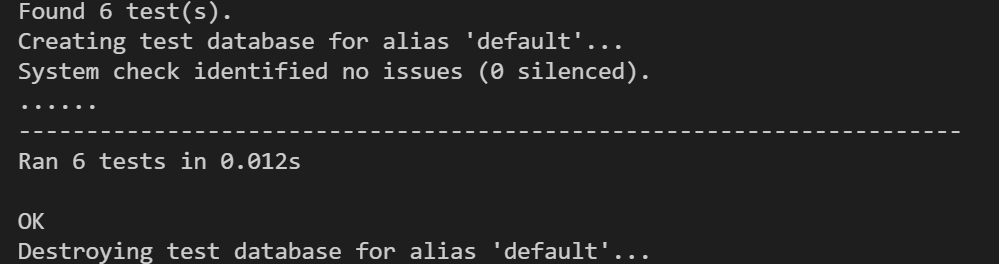 Found 6 test(s).
Creating test database for alias 'default'...
System check identified no issues (0 silenced).
......
----------------------------------------------------------------------
Ran 6 tests in 0.012s

OK
Destroying test database for alias 'default'...